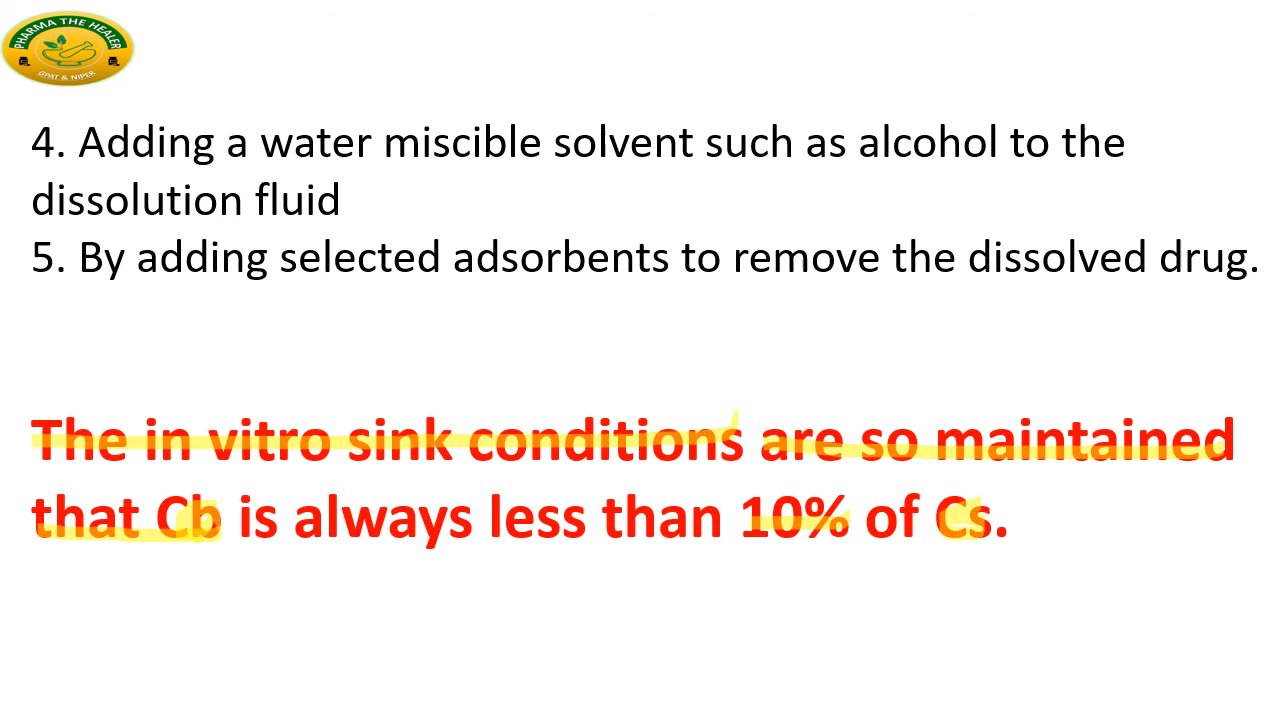 PHARMA THE HEALER
GPAT & NIPER
4. Adding a water miscible solvent such as alcohol to the
dissolution fluid
5. By adding selected adsorbents to remove the dissolved drug.
The in vitro sink conditions are so maintained
that Cb is always less than 10% of Cs.